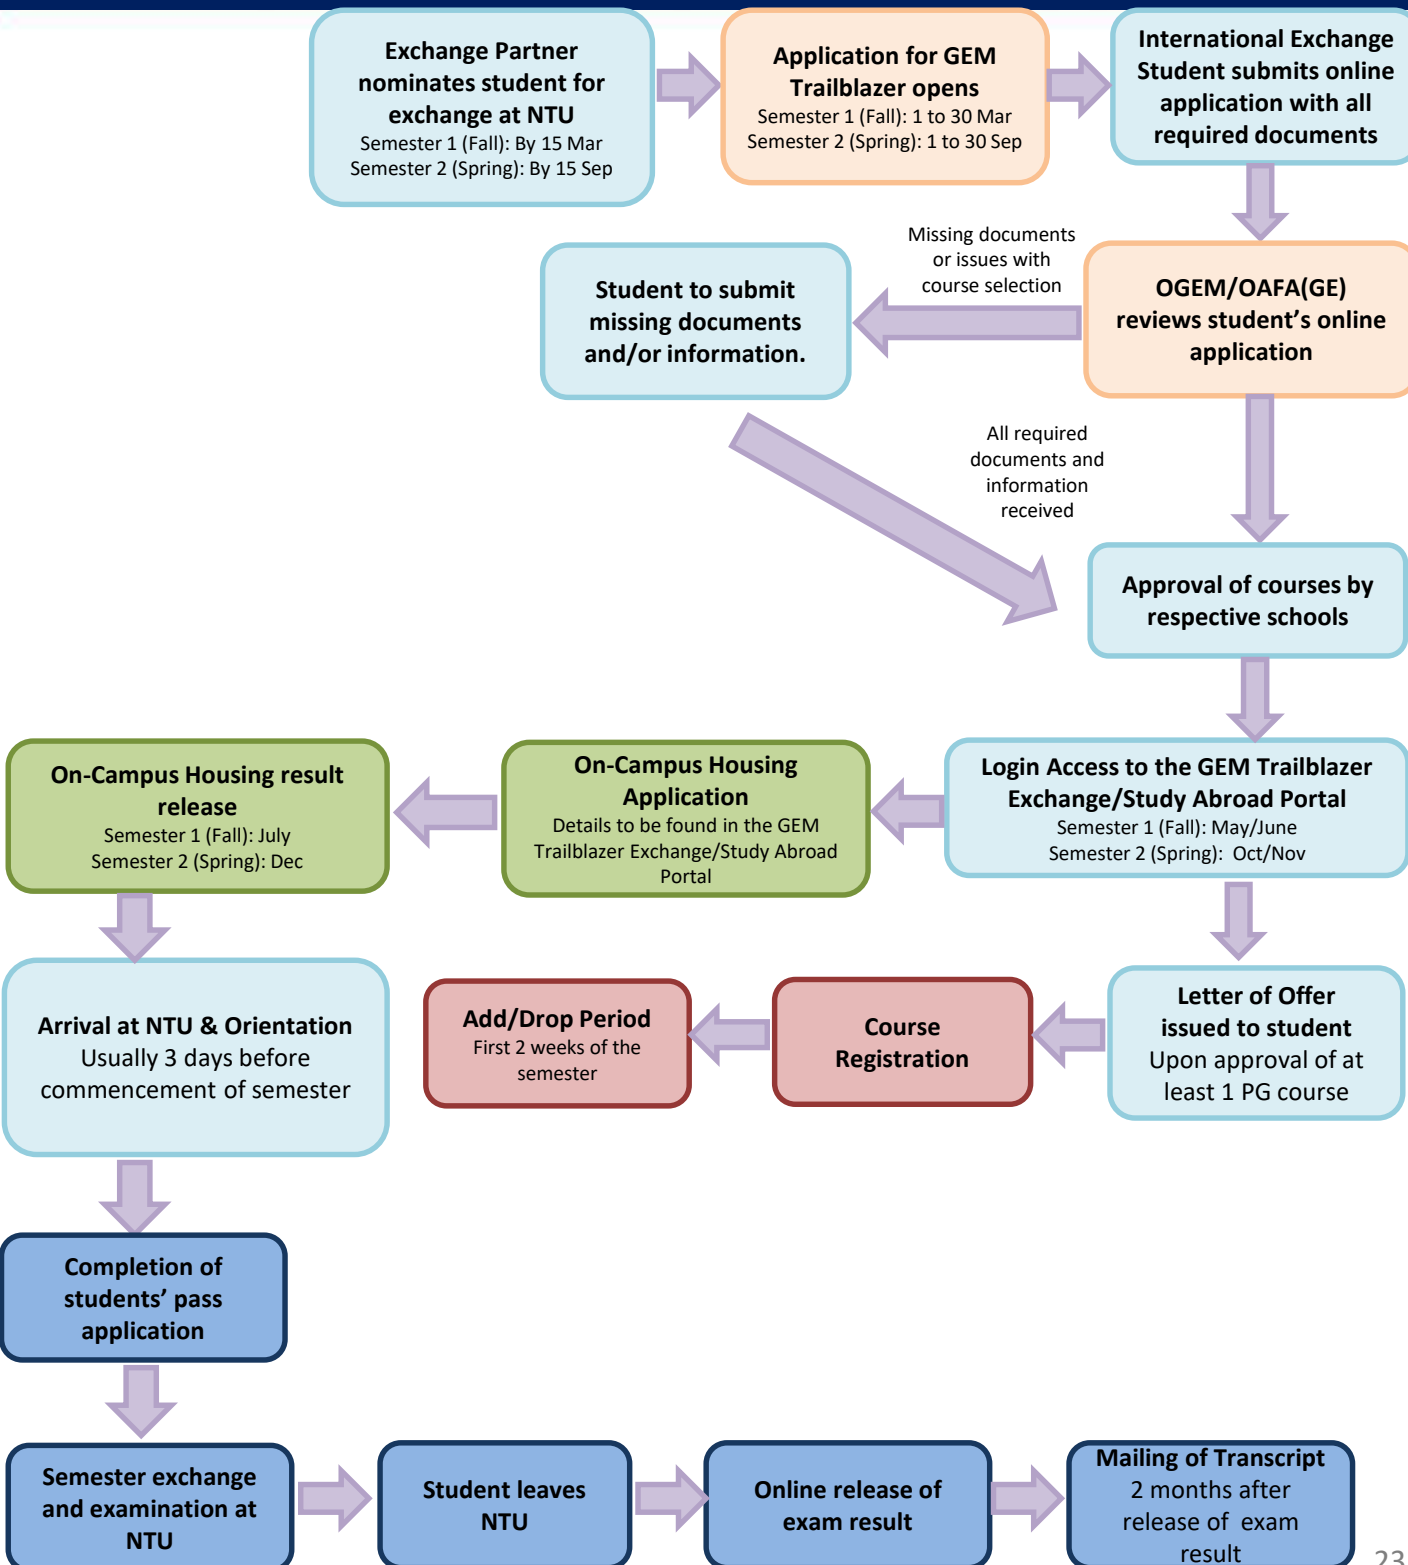 Exchange Partner
nominates student for
exchange at NTU
Semester 1 (Fall): By 15 Mar
Semester 2 (Spring): By 15 Sep
Application for GEM
Trailblazer opens
Semester 1 (Fall): 1 to 30 Mar
Semester 2 (Spring): 1 to 30 Sep
International Exchange
Student submits online
application with all
required documents
Missing documents
or issues with
course selection
Student to submit
missing documents
and/or information.
OGEM/OAFA(GE)
reviews student’s online
application
All required
documents and
information
received
Approval of courses by
respective schools
Login Access to the GEM Trailblazer
Exchange/Study Abroad Portal
Semester 1 (Fall): May/June
Semester 2 (Spring):  Oct/Nov
On-Campus Housing
Application
Details to be found in the GEM
Trailblazer Exchange/Study Abroad
Portal
On-Campus Housing result
release
Semester 1 (Fall): July
Semester 2 (Spring): Dec
Arrival at NTU & Orientation
Usually 3 days before
commencement of semester
Add/Drop Period
First 2 weeks of the
semester
Course
Registration
Letter of Offer
issued to student
Upon approval of at
least 1 PG course
Completion of
students’ pass
application
Semester exchange
and examination at
NTU
Student leaves
NTU
Online release of
exam result
Mailing of Transcript
2 months after
release of  exam
result
23